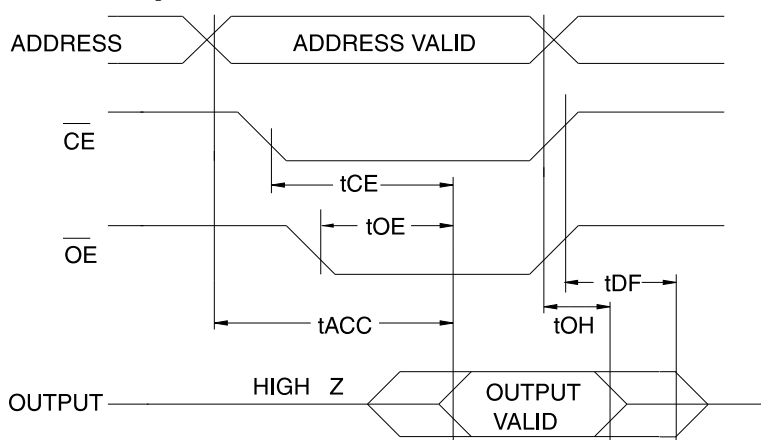 ADDRESS
ADDRESS VALID
CE
tCE
OE
tOE
tDF
tACC
tOH
HIGH Z
OUTPUT
OUTPUT
VALID